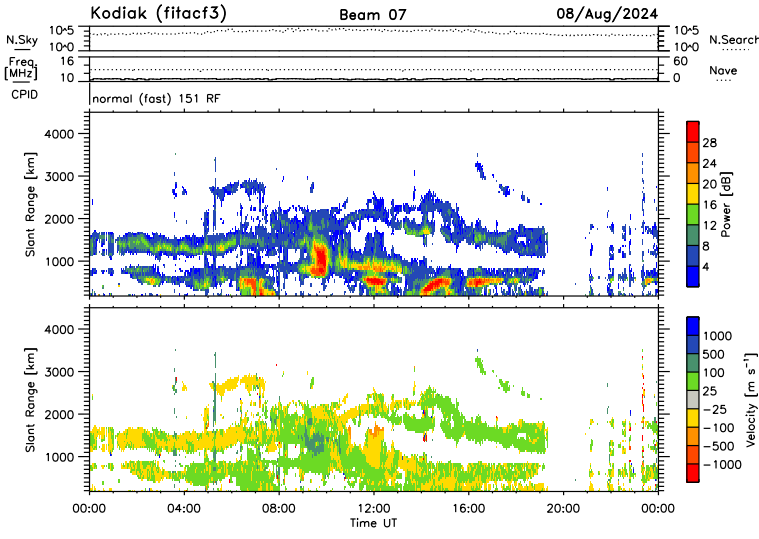 Kodiak (fitacf3) Beam 07 08/Aug/2024
N.Sky 10^5 10^0 10^5 10^0 N.Search
Freq. [MHz] 16 10 60 0 Nave
CPID normal (fast) 151 RF
Slant Range [km] 4000 3000 2000 1000
Power [dB] 28 24 20 16 12 8 4
Slant Range [km] 4000 3000 2000 1000
Velocity [m s^-1] 1000 500 100 25 -25 -100 -500 -1000
00:00 04:00 08:00 12:00 16:00 20:00 00:00
Time UT